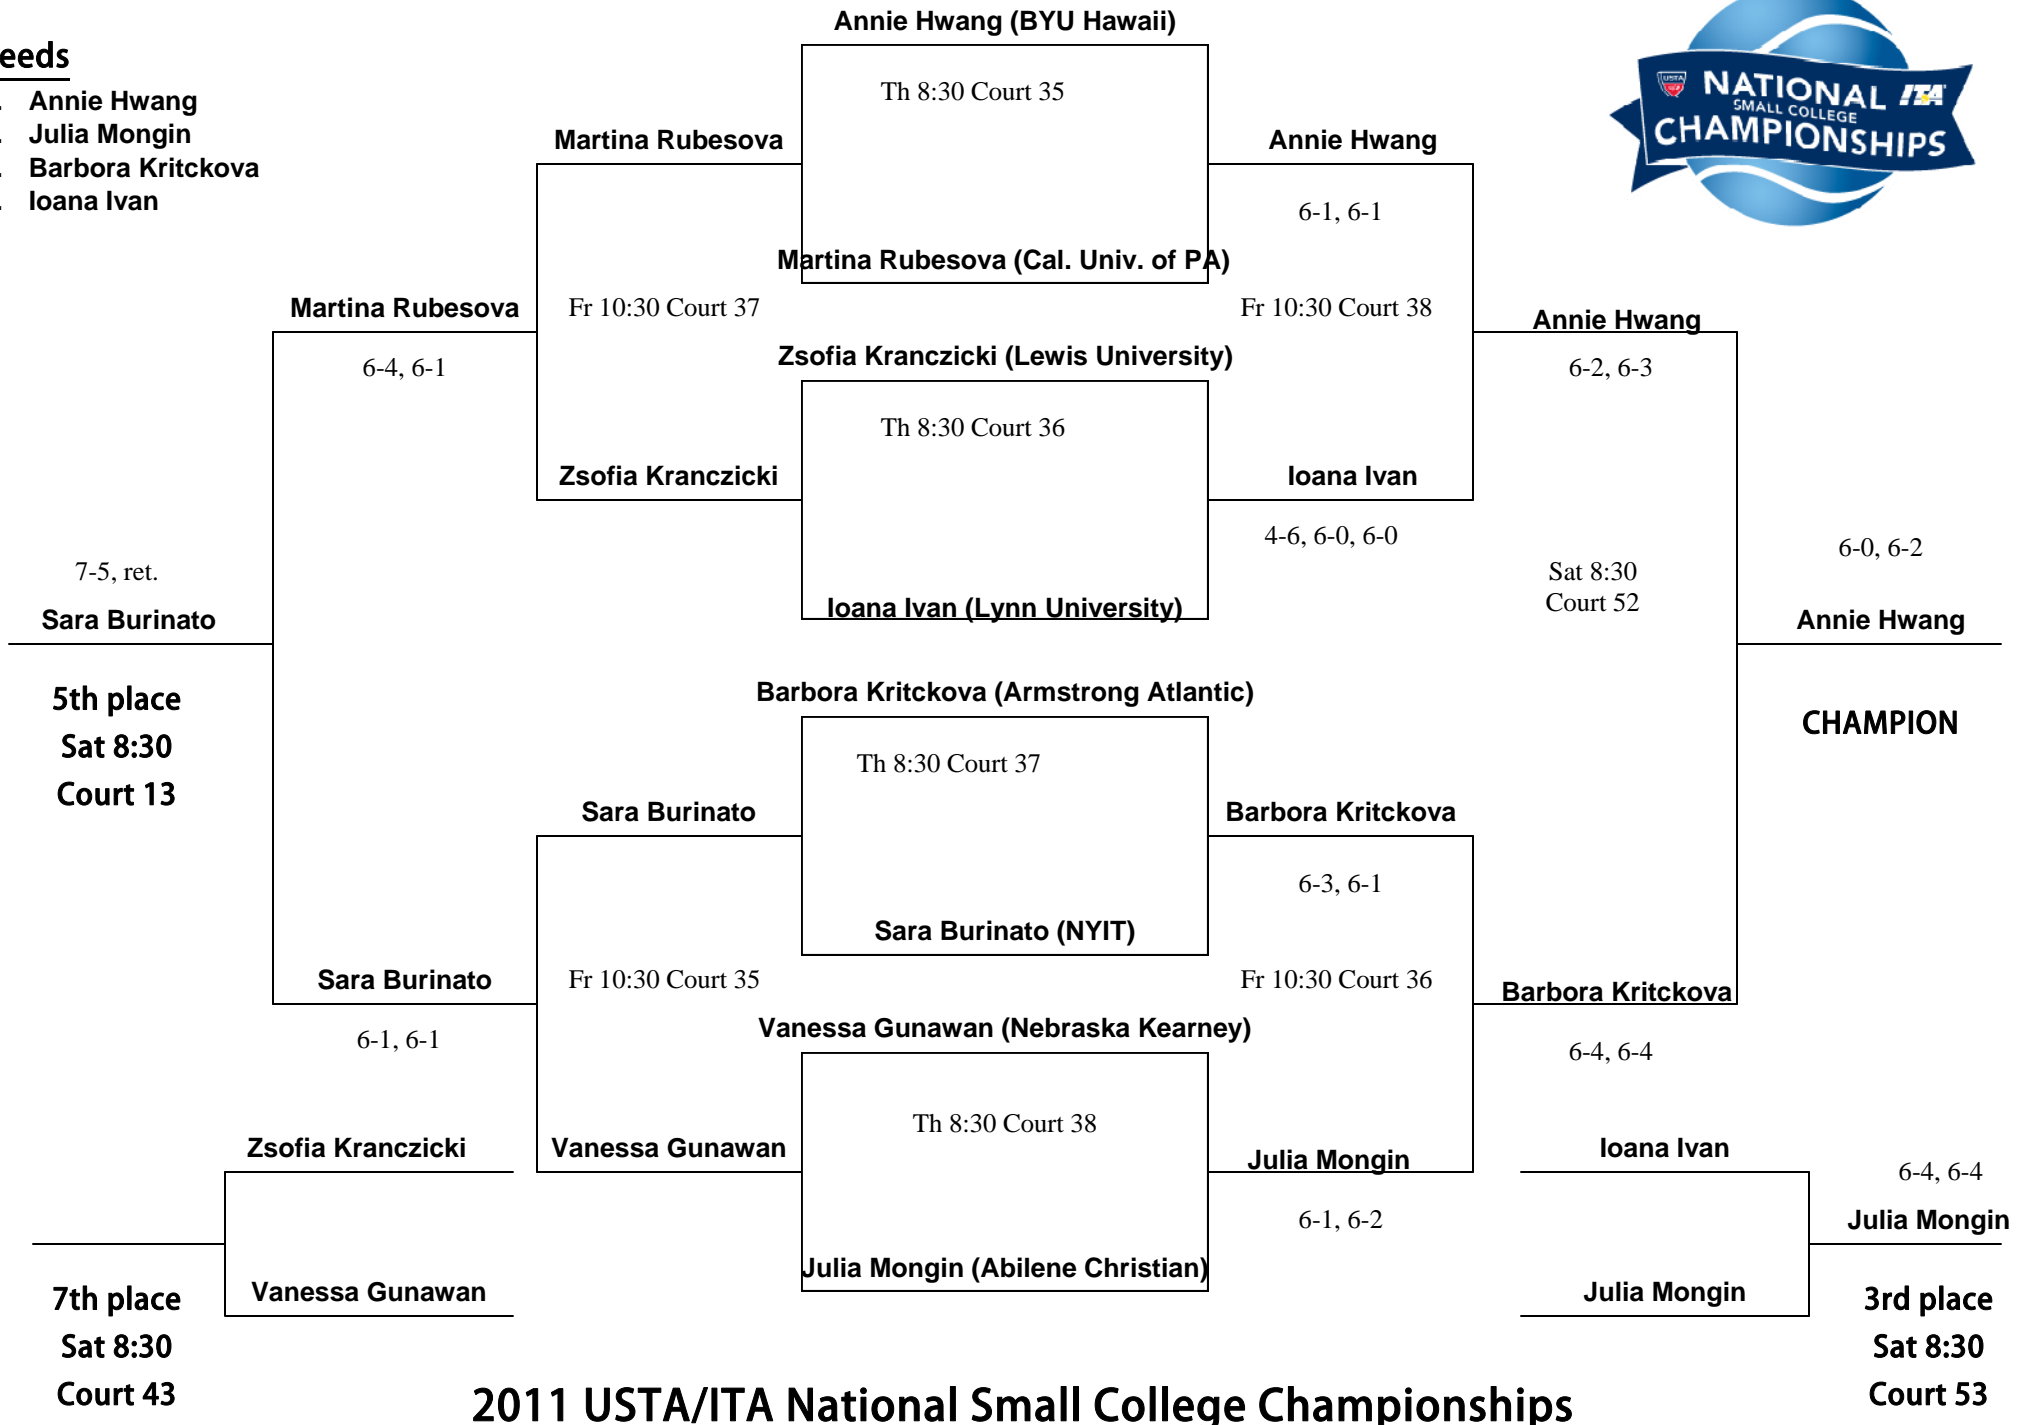 Annie Hwang (BYU Hawaii)
eeds
. Annie Hwang
. Julia Mongin
. Barbora Kritckova
. Ioana Ivan
USTA
NATIONAL ITA
SMALL COLLEGE
CHAMPIONSHIPS
Th 8:30 Court 35
Martina Rubesova
Annie Hwang
6-1, 6-1
Martina Rubesova (Cal. Univ. of PA)
Martina Rubesova
Fr 10:30 Court 37
Fr 10:30 Court 38
Annie Hwang
Zsofia Kranczicki (Lewis University)
6-4, 6-1
6-2, 6-3
Th 8:30 Court 36
Zsofia Kranczicki
Ioana Ivan
4-6, 6-0, 6-0
6-0, 6-2
7-5, ret.
Sat 8:30
Court 52
Sara Burinato
Ioana Ivan (Lynn University)
Annie Hwang
5th place
Sat 8:30
Court 13
Barbora Kritckova (Armstrong Atlantic)
CHAMPION
Th 8:30 Court 37
Sara Burinato
Barbora Kritckova
6-3, 6-1
Sara Burinato (NYIT)
Sara Burinato
Fr 10:30 Court 35
Fr 10:30 Court 36
Barbora Kritckova
Vanessa Gunawan (Nebraska Kearney)
6-1, 6-1
6-4, 6-4
Th 8:30 Court 38
Zsofia Kranczicki
Vanessa Gunawan
Julia Mongin
Ioana Ivan
6-4, 6-4
6-1, 6-2
Julia Mongin
Julia Mongin (Abilene Christian)
Vanessa Gunawan
Julia Mongin
7th place
Sat 8:30
Court 43
3rd place
Sat 8:30
Court 53
2011 USTA/ITA National Small College Championships